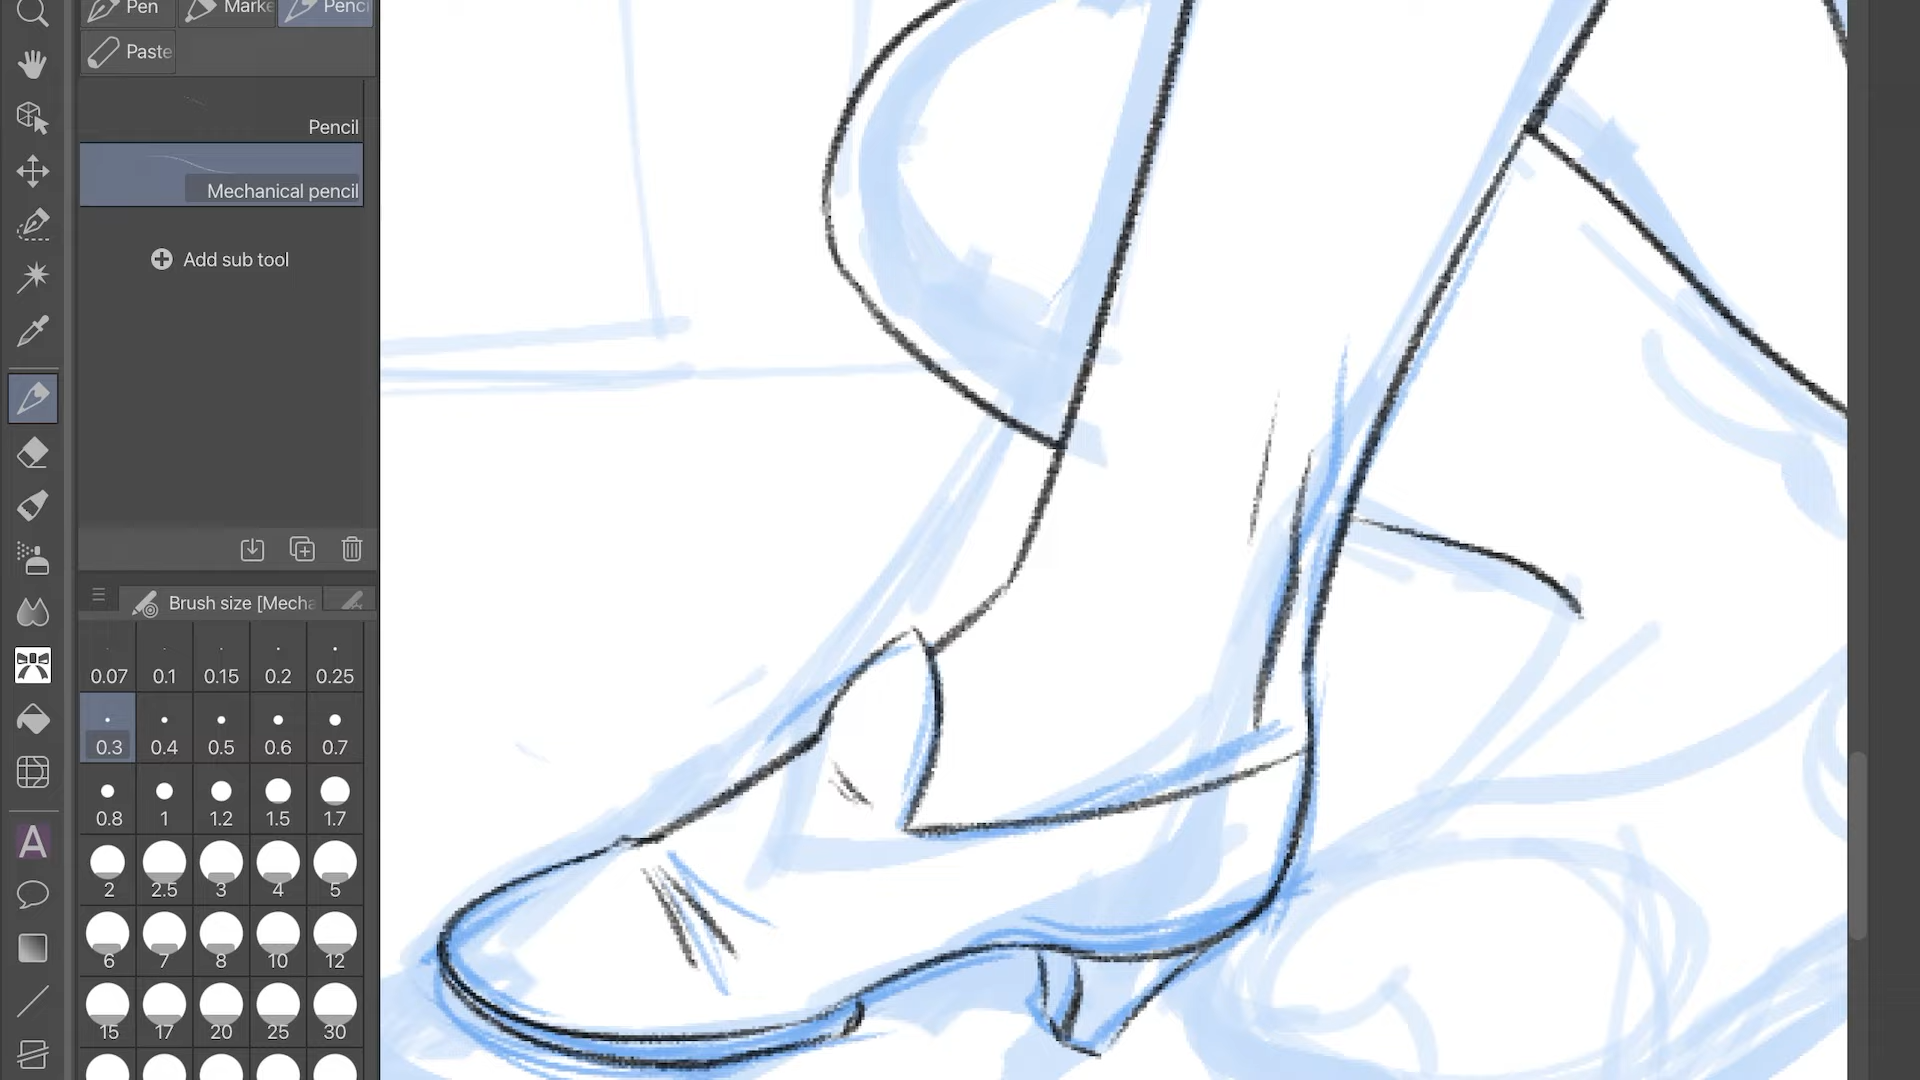 Pen Marke Penci
Paste
Pencil
Mechanical pencil
Add sub tool
Brush size [Mecha
0.07 0.1 0.15 0.2 0.25
0.3 0.4 0.5 0.6 0.7
0.8 1 1.2 1.5 1.7
2 2.5 3 4 5
6 7 8 10 12
15 17 20 25 30
A